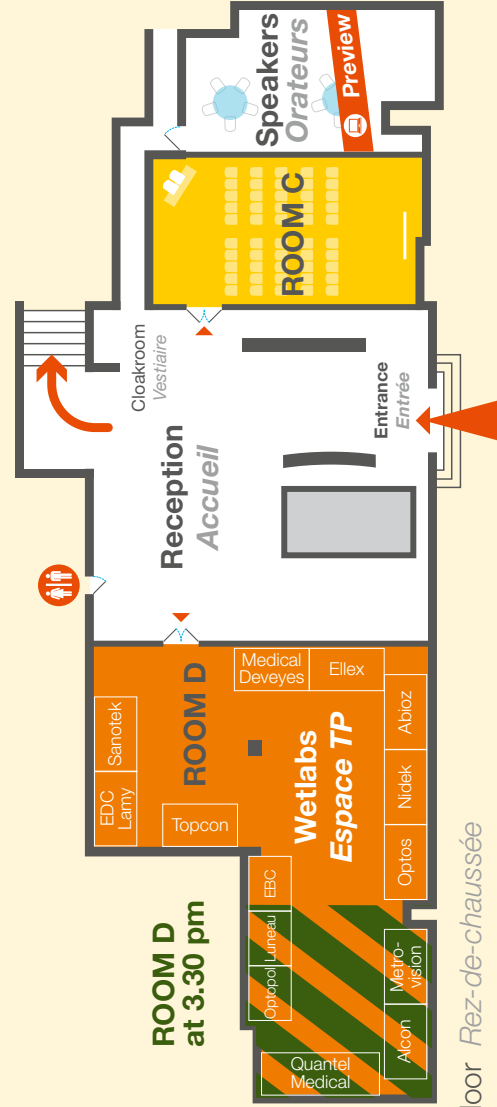 Speakers
Orateurs
Preview
ROOM C
Cloakroom
Vestiaire
Entrance
Entrée
Reception
Accueil
ROOM D
Medical
Deveyes
Ellex
Sanotek
EDC
Lamy
Topcon
Wetlabs
Espace TP
Abioz
Nidek
Optos
EBC
Luneau
Optopol
Metro-
vision
Alcon
Quantel
Medical
ROOM D
at 3.30 pm
Rez-de-chaussée